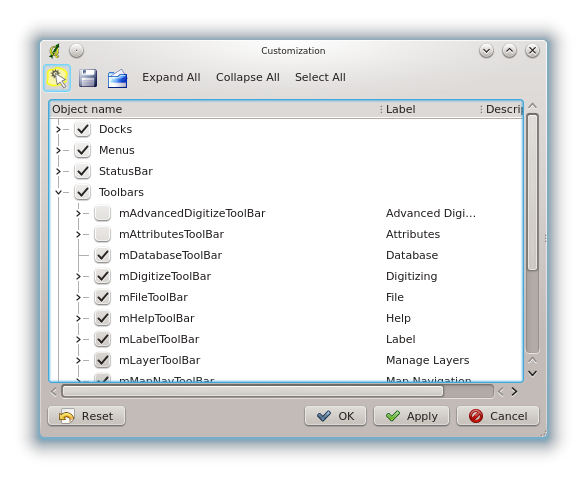 Customization
Expand All Collapse All Select All
Object name Label Descrip
Docks
Menus
StatusBar
Toolbars
mAdvancedDigitizeToolBar Advanced Digi...
mAttributesToolBar Attributes
mDatabaseToolBar Database
mDigitizeToolBar Digitizing
mFileToolBar File
mHelpToolBar Help
mLabelToolBar Label
mLayerToolBar Manage Layers
mMapNavToolBar Map Navigation
Reset OK Apply Cancel